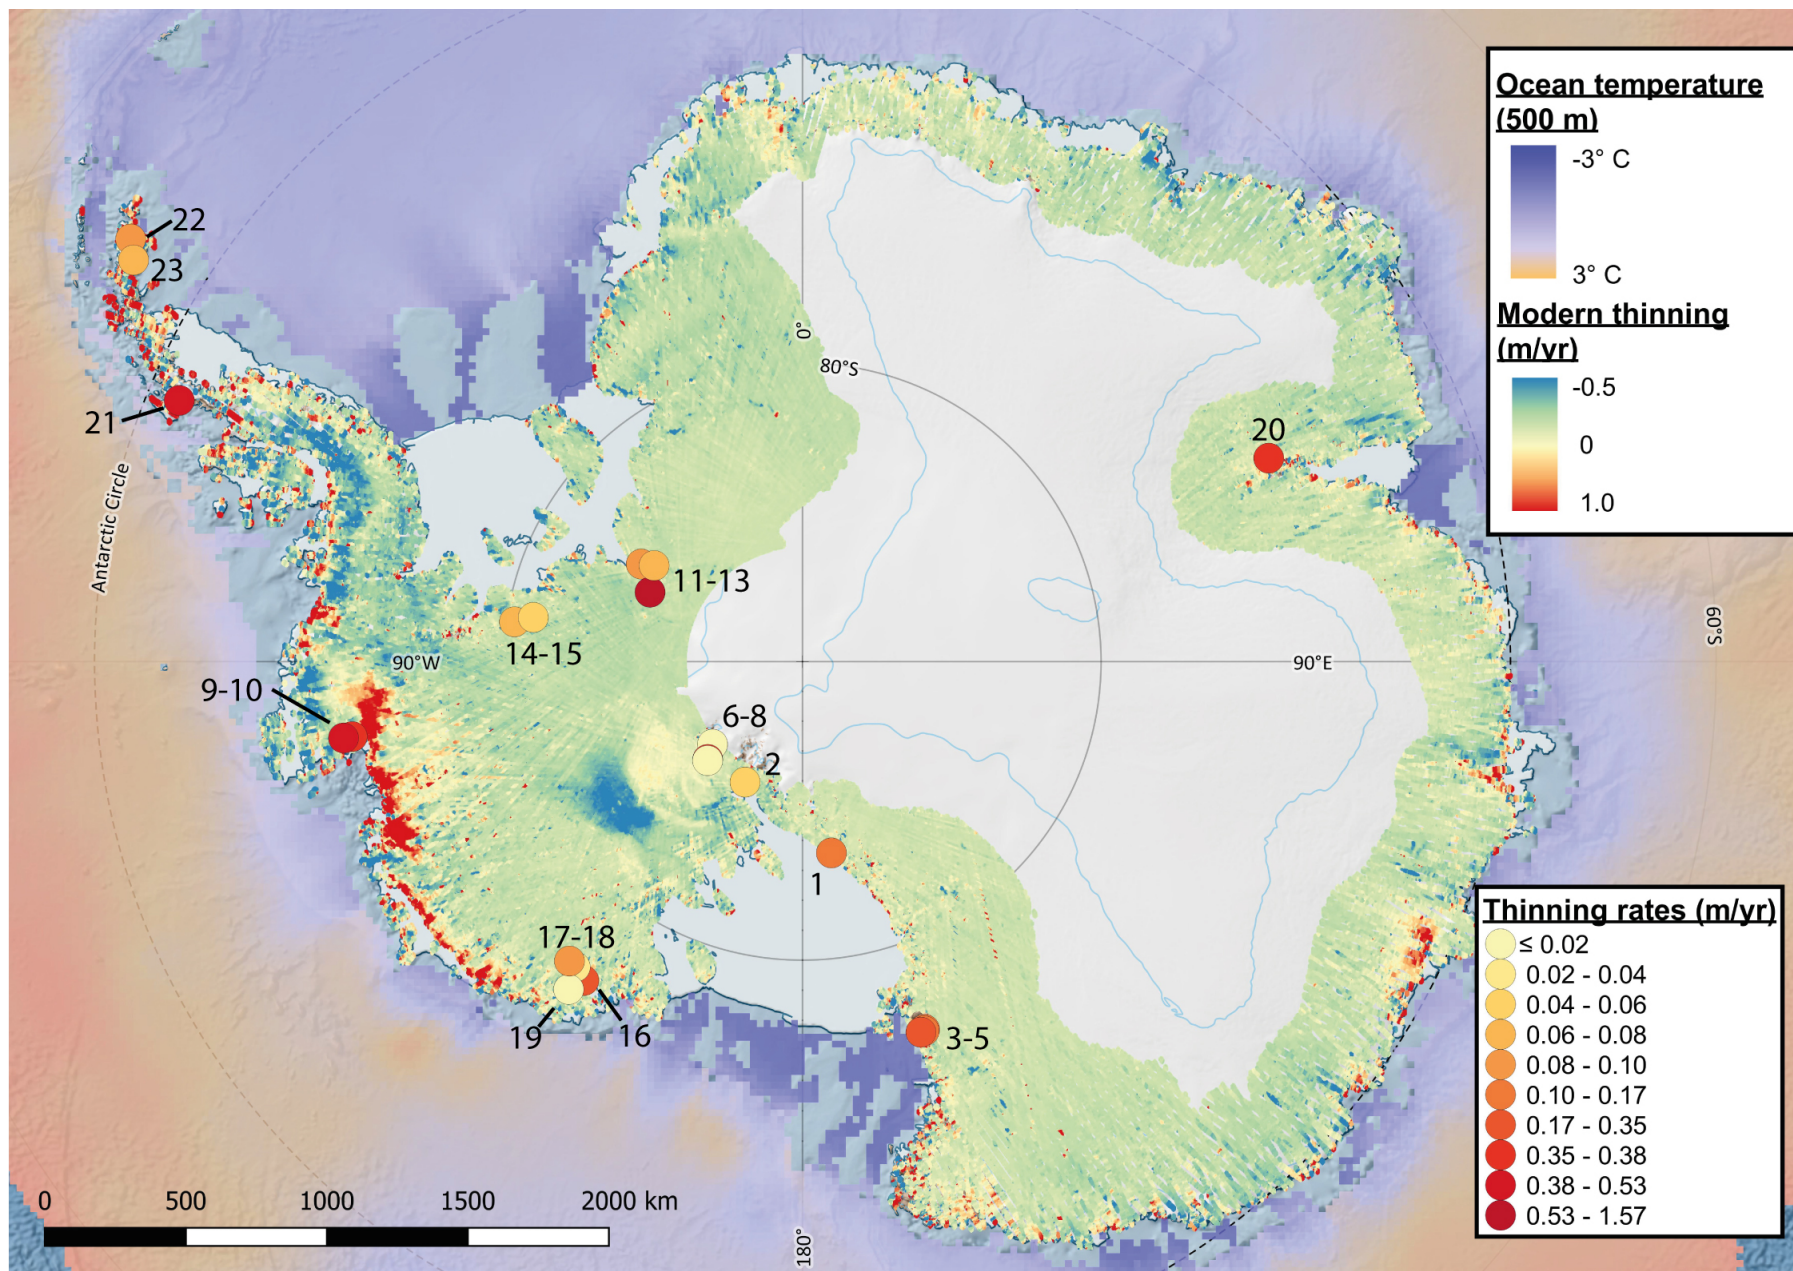 Ocean temperature
(500 m)
-3° C
3° C
Modern thinning
(m/yr)
-0.5
0
1.0
22
23
0°
80°S
21
20
Antarctic Circle
11-13
60°S
14-15
90°W
90°E
9-10
6-8
2
1
17-18
19
16
3-5
Thinning rates (m/yr)
≤ 0.02
0.02 - 0.04
0.04 - 0.06
0.06 - 0.08
0.08 - 0.10
0.10 - 0.17
0.17 - 0.35
0.35 - 0.38
0.38 - 0.53
0.53 - 1.57
0 500 1000 1500 2000 km
180°